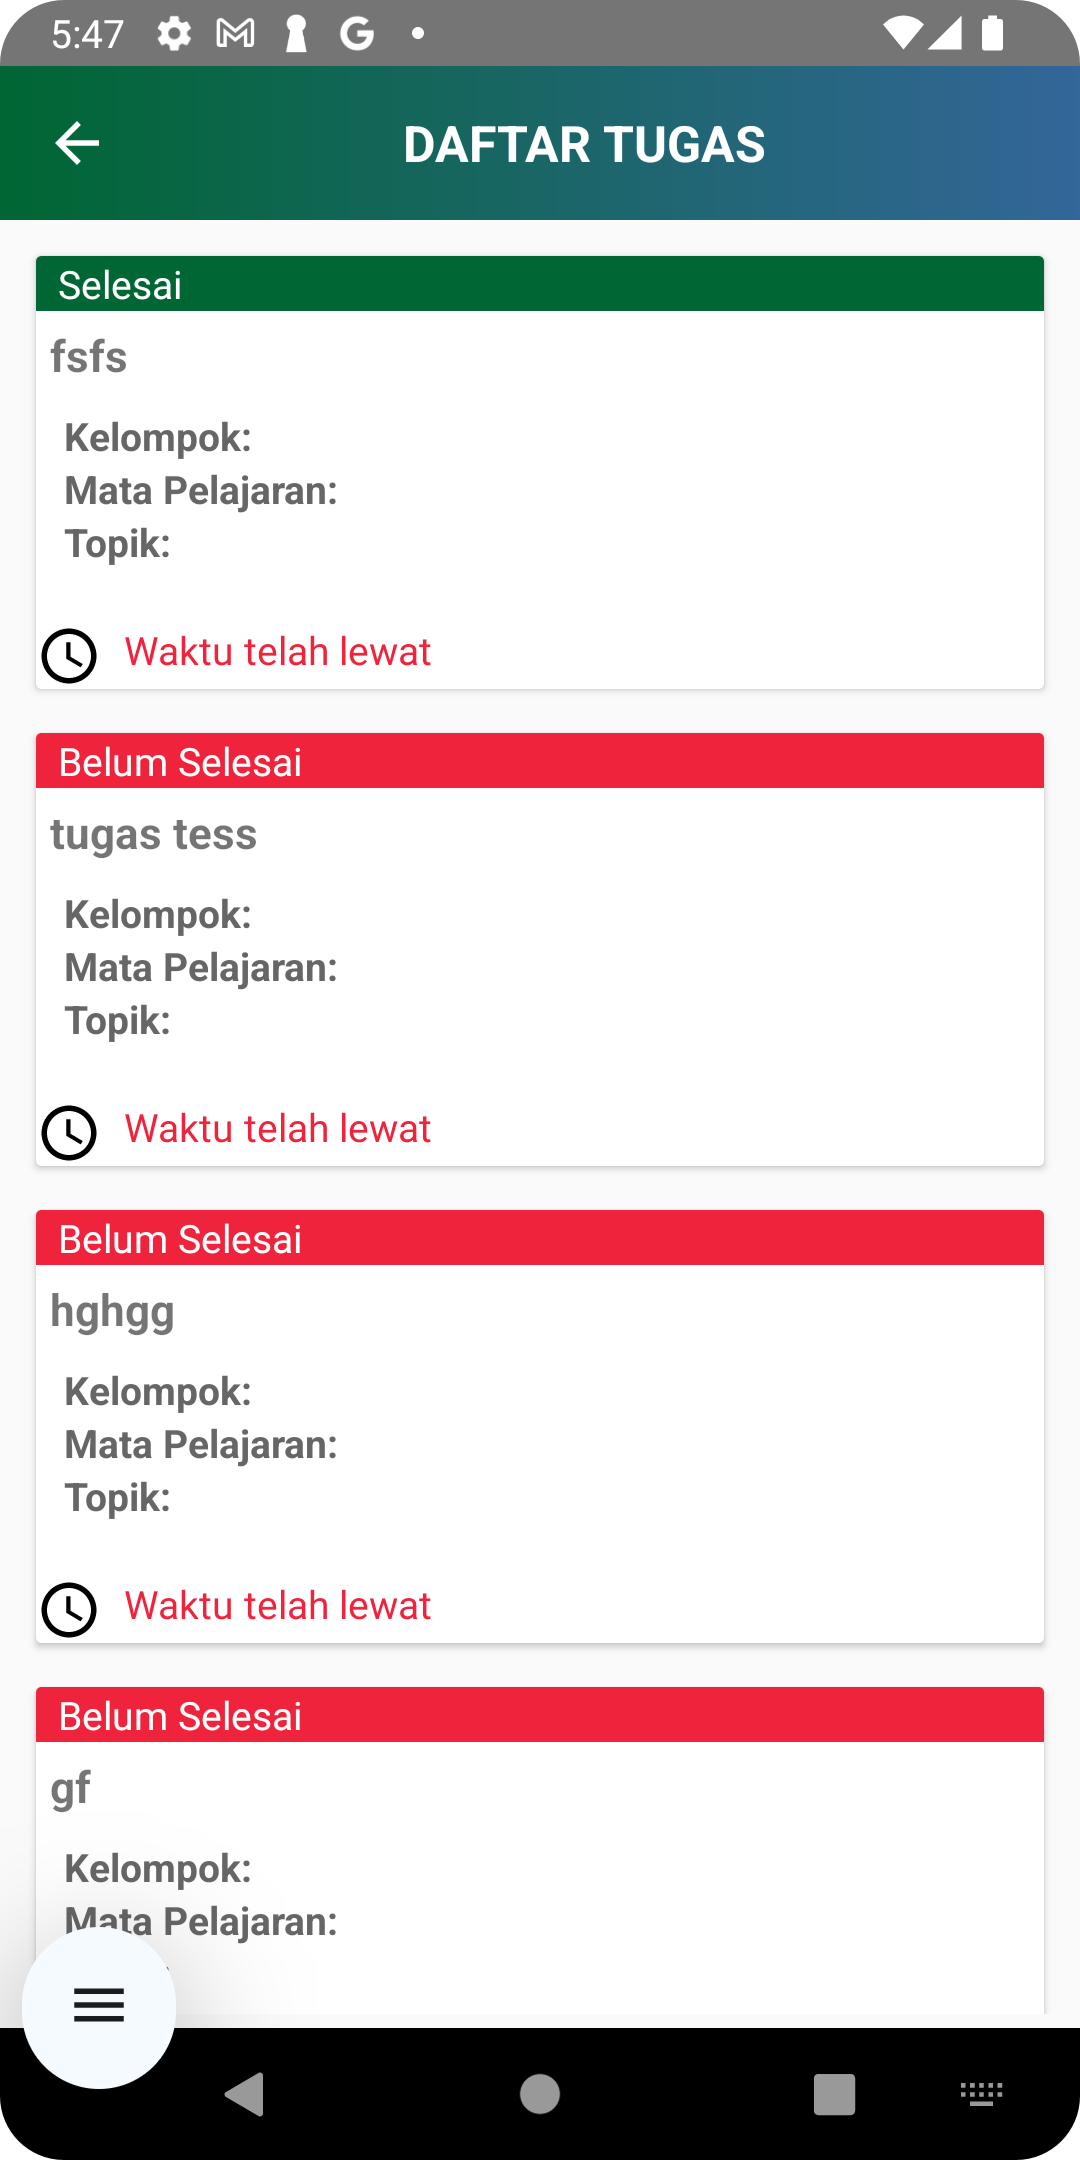 5:47
DAFTAR TUGAS
Selesai
fsfs
Kelompok:
Mata Pelajaran:
Topik:
Waktu telah lewat
Belum Selesai
tugas tess
Kelompok:
Mata Pelajaran:
Topik:
Waktu telah lewat
Belum Selesai
hghgg
Kelompok:
Mata Pelajaran:
Topik:
Waktu telah lewat
Belum Selesai
gf
Kelompok:
Mata Pelajaran: